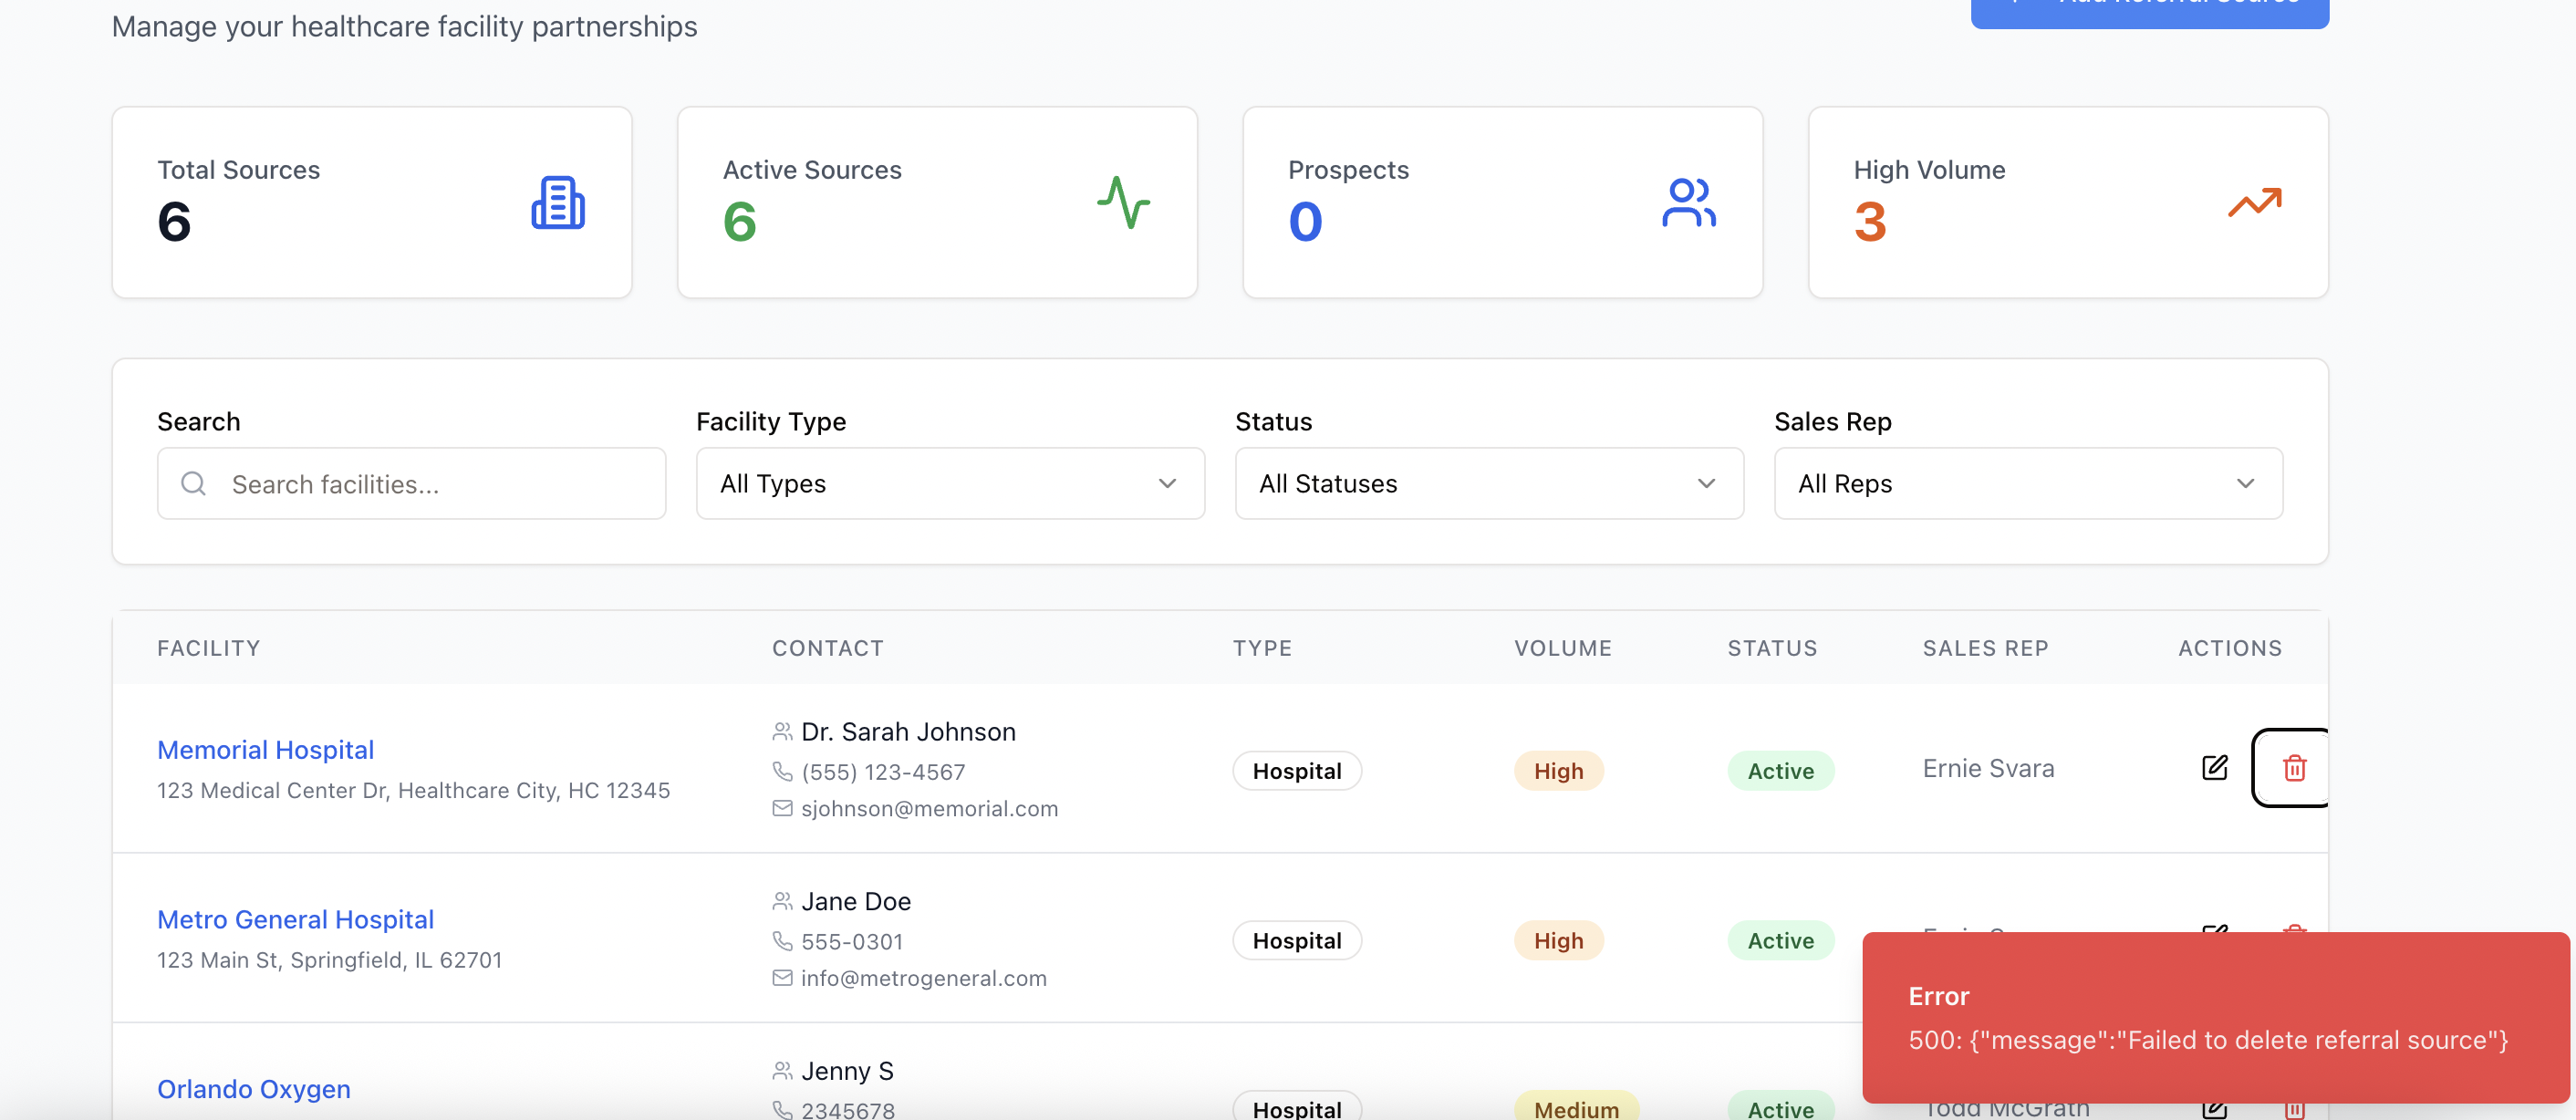 Manage your healthcare facility partnerships
Add Referral Source
Total Sources
6
Active Sources
6
Prospects
0
High Volume
3
Search
Search facilities...
Facility Type
All Types
Status
All Statuses
Sales Rep
All Reps
FACILITY CONTACT TYPE VOLUME STATUS SALES REP ACTIONS
Memorial Hospital
123 Medical Center Dr, Healthcare City, HC 12345
Dr. Sarah Johnson
(555) 123-4567
sjohnson@memorial.com
Hospital
High
Active
Ernie Svara
Metro General Hospital
123 Main St, Springfield, IL 62701
Jane Doe
555-0301
info@metrogeneral.com
Hospital
High
Active
Orlando Oxygen
Jenny S
2345678
Hospital
Medium
Active
Todd McGrath
Error
500: {"message":"Failed to delete referral source"}